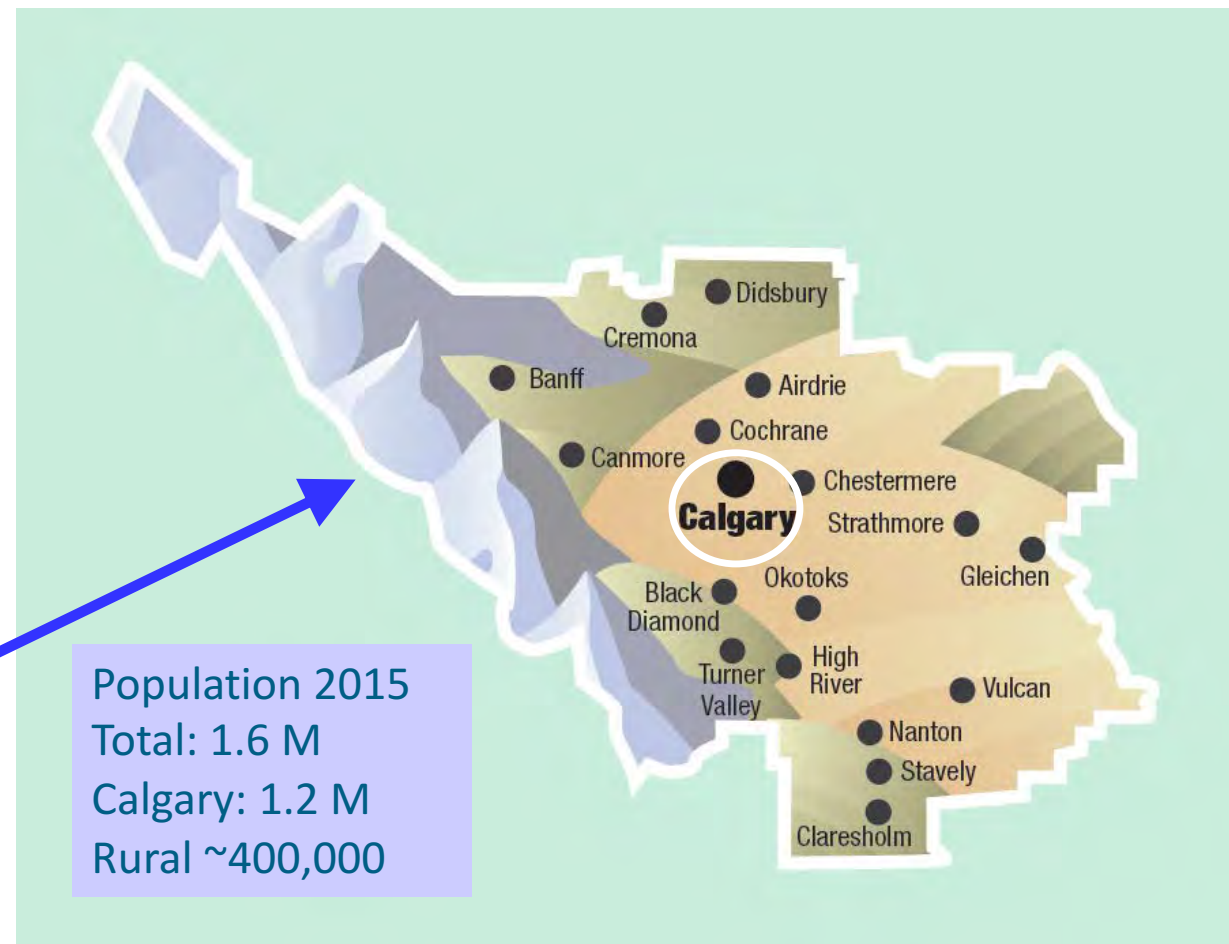 Didsbury
Cremona
Banff
Airdrie
Cochrane
Canmore
Chestermere
Calgary
Strathmore
Gleichen
Okotoks
Black
Diamond
High
River
Turner
Valley
Vulcan
Nanton
Stavely
Claresholm
Population 2015
Total: 1.6 M
Calgary: 1.2 M
Rural ~400,000